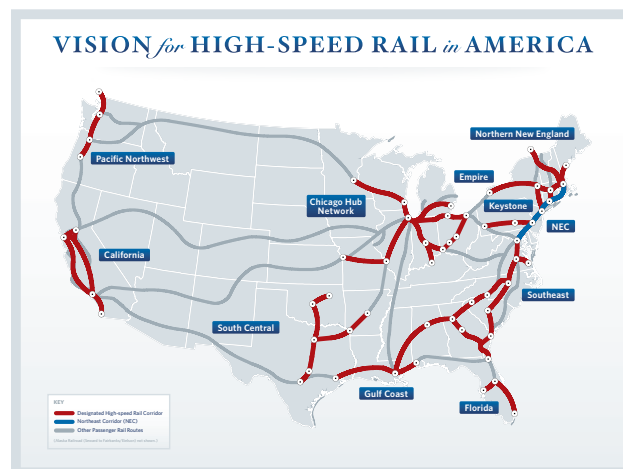 VISION for HIGH-SPEED RAIL in AMERICA
Northern New England
Pacific Northwest
Empire
Chicago Hub
Network
Keystone
NEC
California
Southeast
South Central
Gulf Coast
Florida
KEY
Designated High-speed Rail Corridor
Northeast Corridor (NEC)
Other Passenger Rail Routes